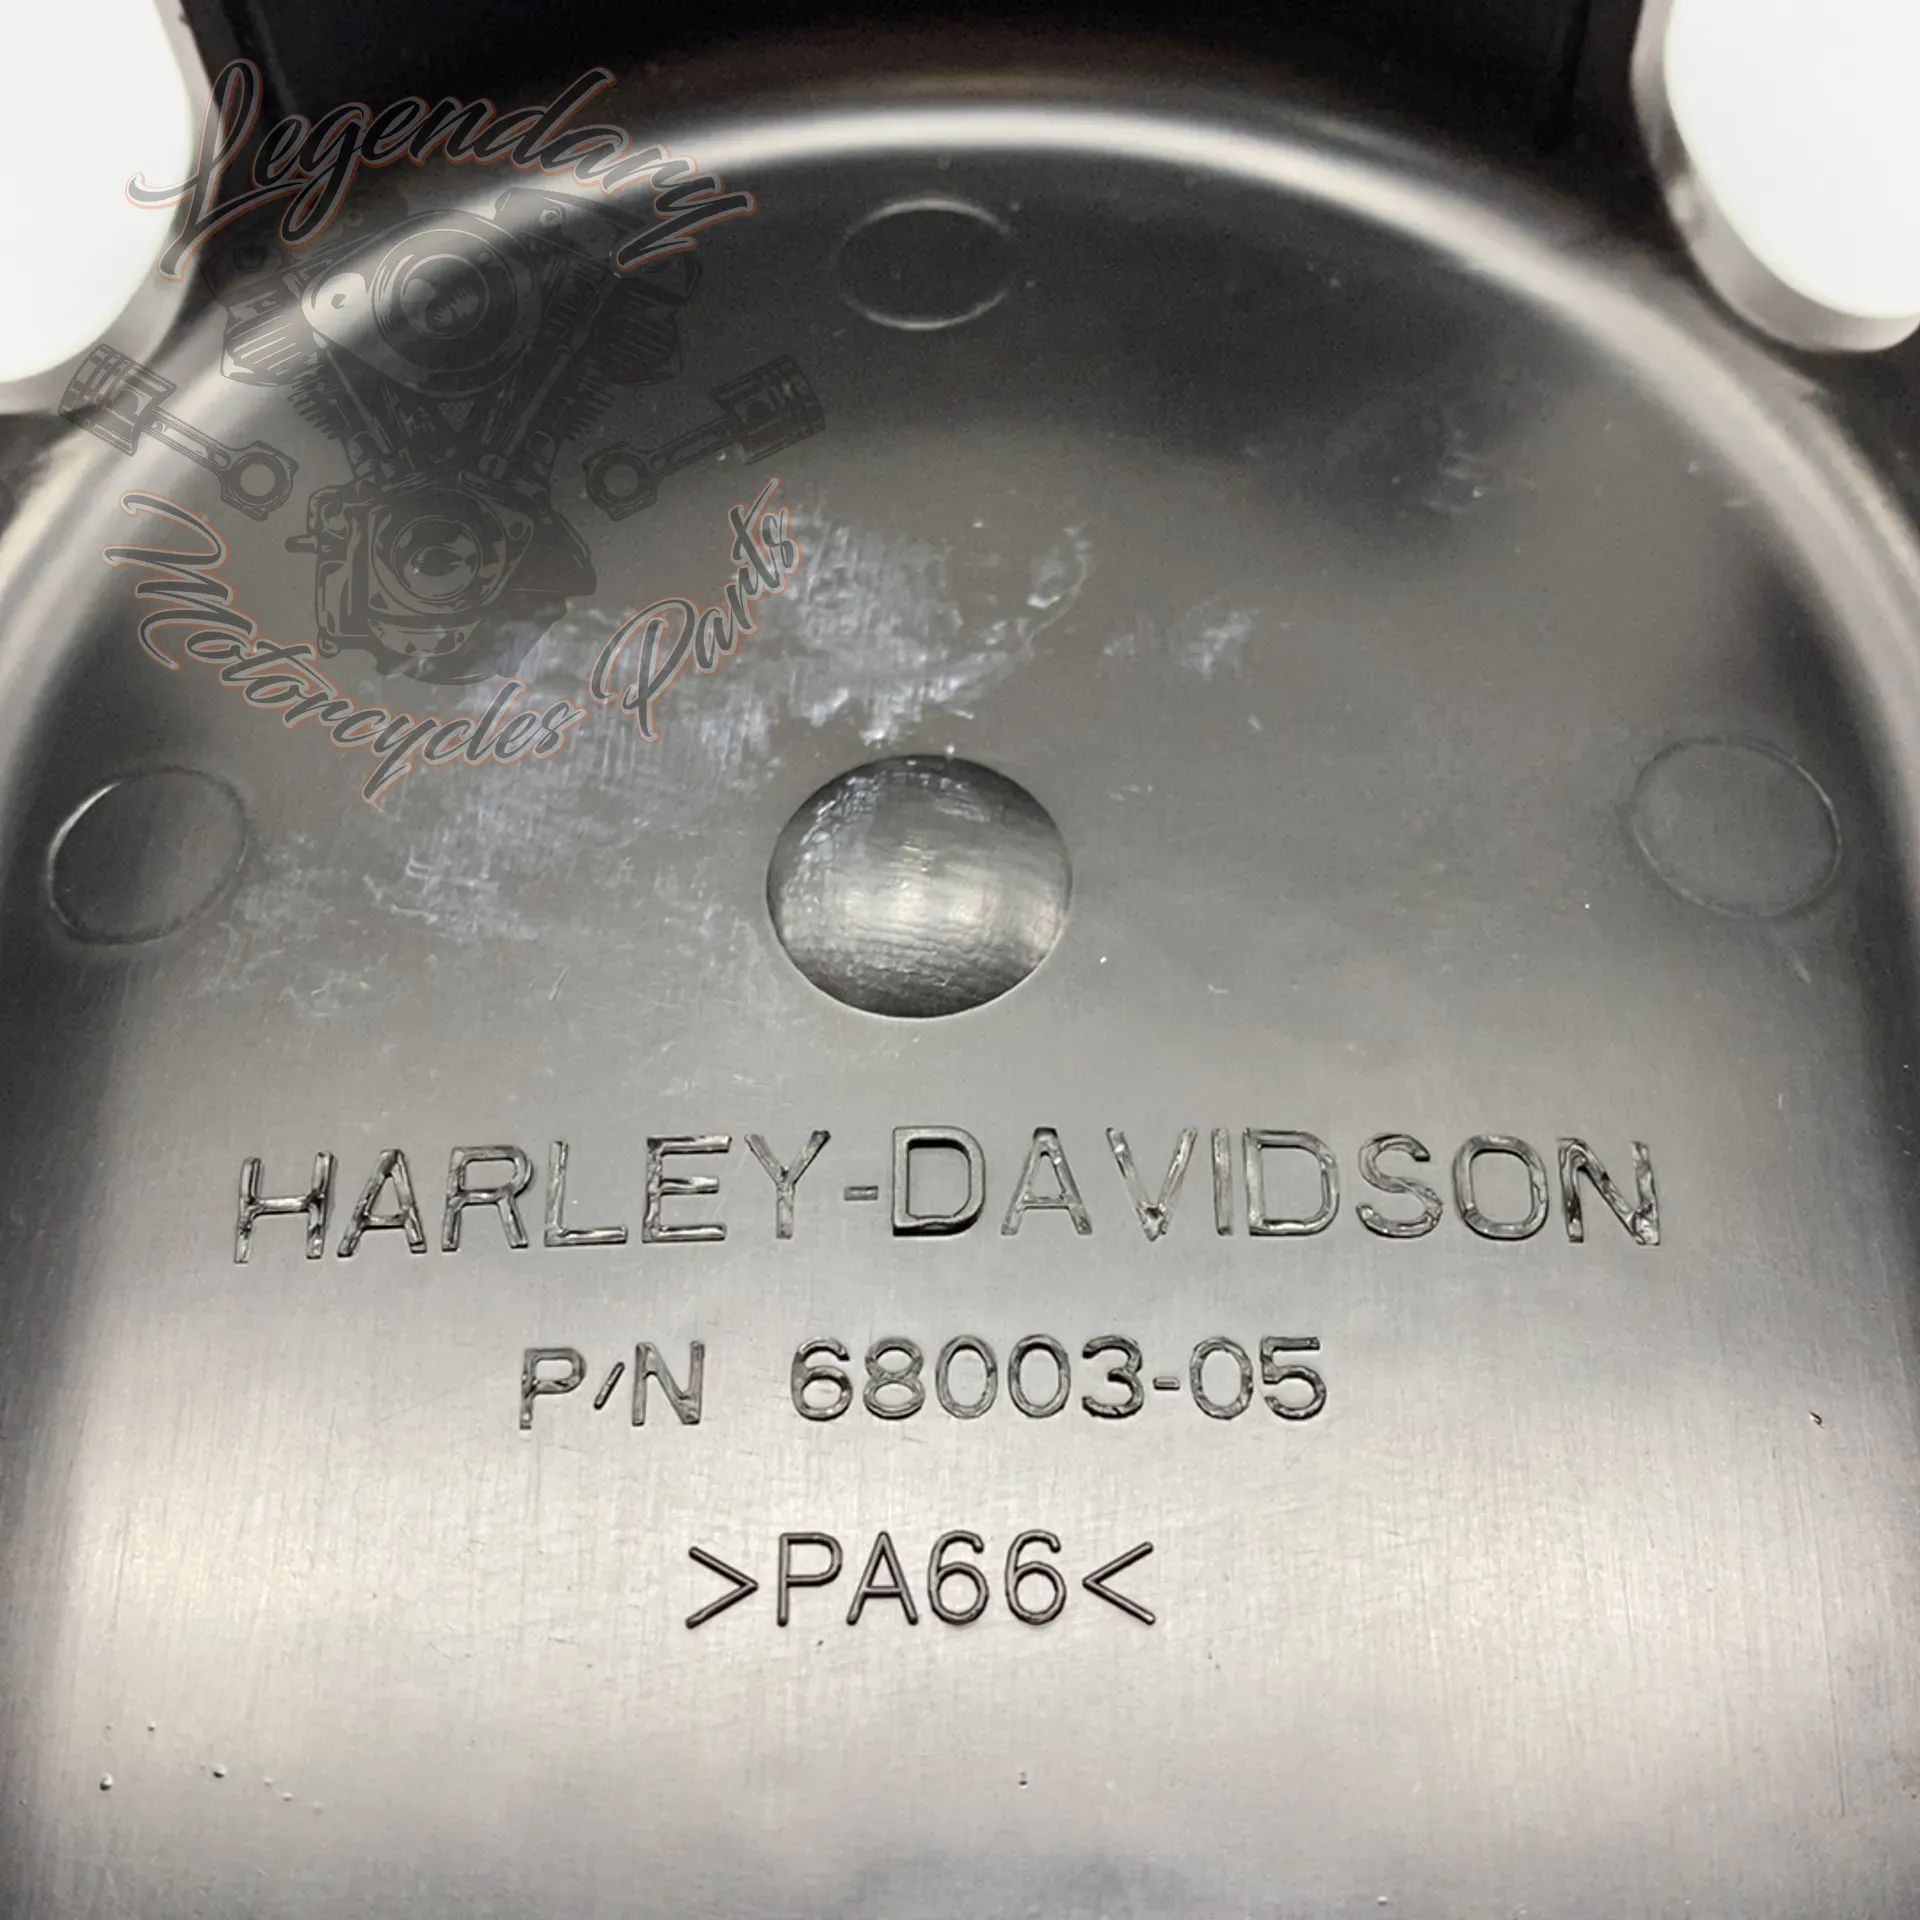 Legendary
Motorcycles Parts
HARLEY-DAVIDSON
P/N 68003-05
>PA66<